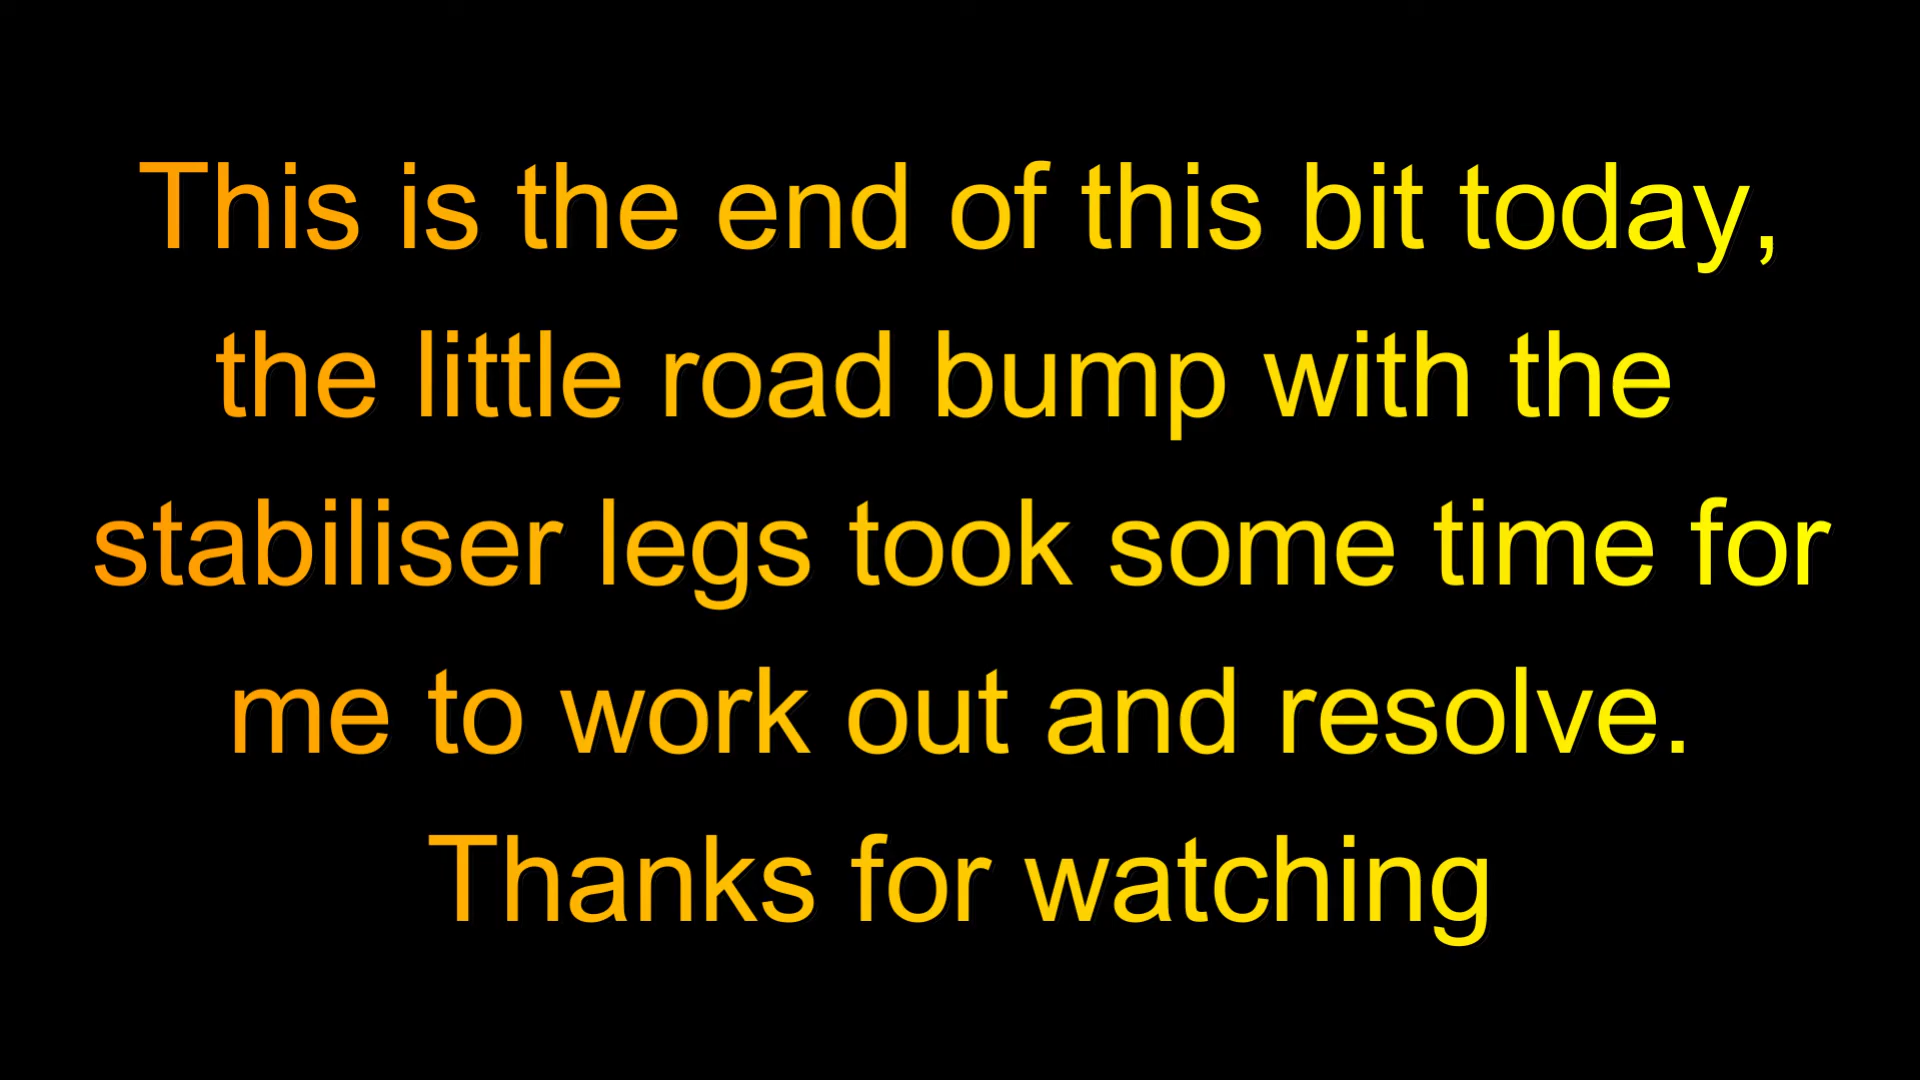 This is the end of this bit today,
the little road bump with the
stabiliser legs took some time for
me to work out and resolve.
Thanks for watching